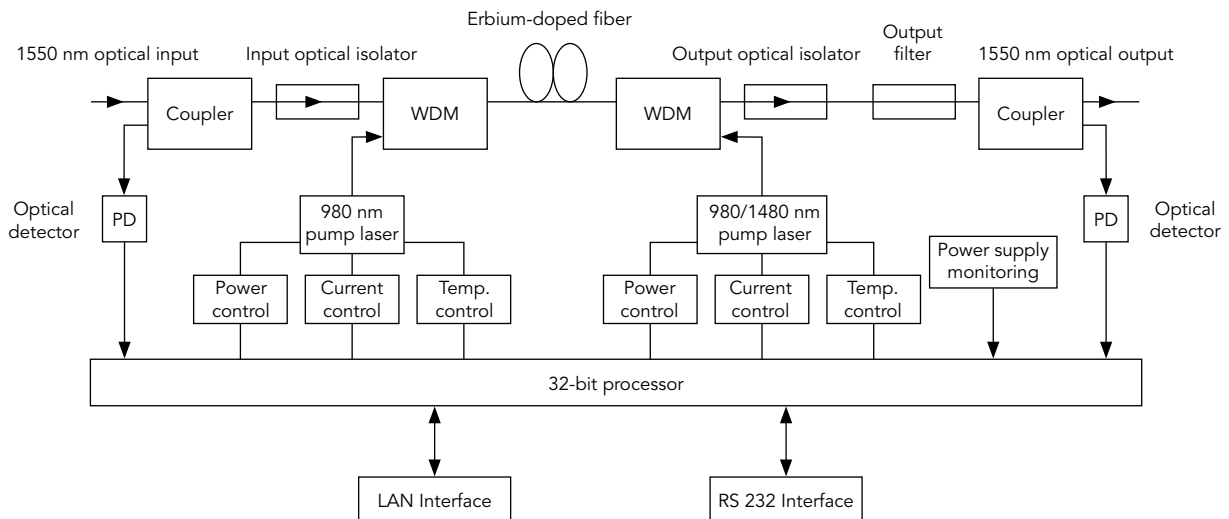 Erbium-doped fiber
1550 nm optical input
Input optical isolator
Output optical isolator
Output
filter
1550 nm optical output
Coupler
WDM
WDM
Coupler
Optical
detector
PD
980 nm
pump laser
980/1480 nm
pump laser
PD
Optical
detector
Power
control
Current
control
Temp.
control
Power
control
Current
control
Temp.
control
Power supply
monitoring
32-bit processor
LAN Interface
RS 232 Interface